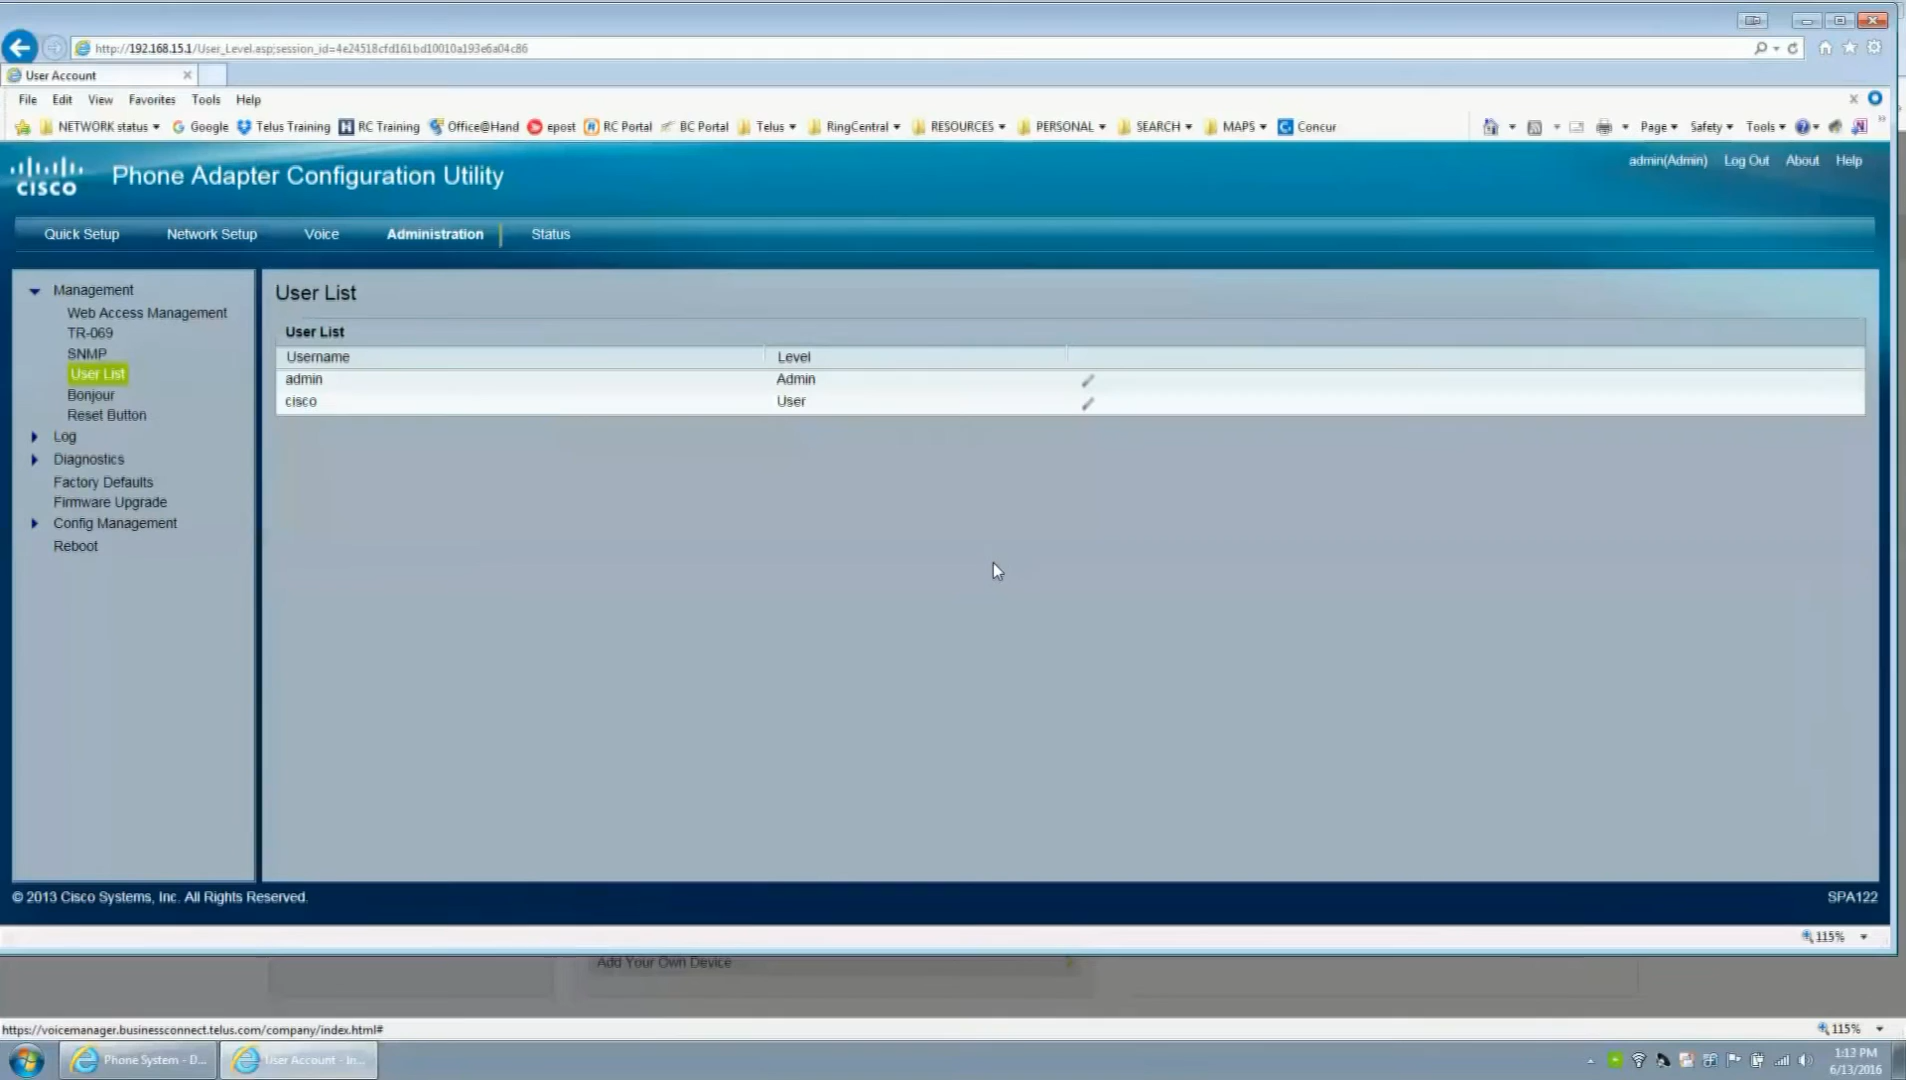 http://192.168.15.1/User_Level.asp;session_id=4e24518cfd161bd10010a193e6a04c86
User Account
File Edit View Favorites Tools Help
NETWORK status Google Telus Training RC Training Office@Hand epost RC Portal BC Portal Telus RingCentral RESOURCES PERSONAL SEARCH MAPS Concur Page Safety Tools
CISCO Phone Adapter Configuration Utility
admin(Admin) Log Out About Help
Quick Setup Network Setup Voice Administration Status
Management
Web Access Management
TR-069
SNMP
User List
Bonjour
Reset Button
Log
Diagnostics
Factory Defaults
Firmware Upgrade
Config Management
Reboot
User List
User List
Username Level
admin Admin
cisco User
© 2013 Cisco Systems, Inc. All Rights Reserved. SPA122
115%
Add Your Own Device
https://voicemanager.businessconnect.telus.com/company/index.html#
115%
Phone System - D...
User Account - In...
1:12 PM
6/13/2016